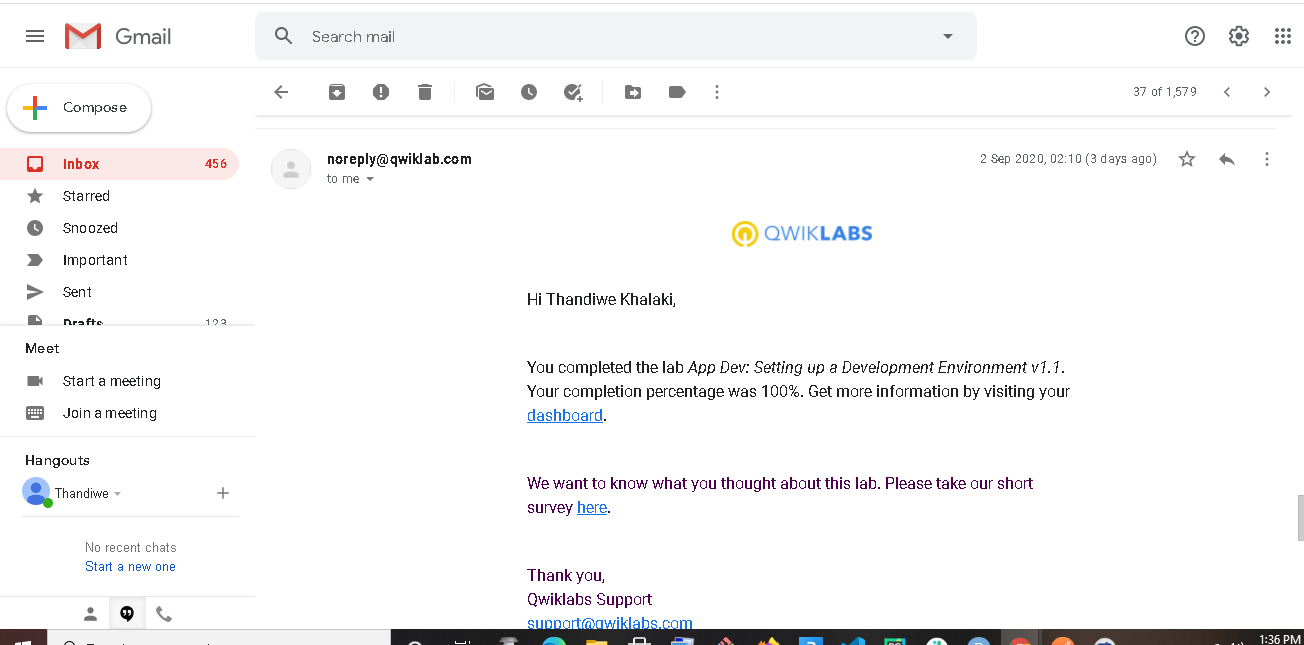 Gmail
Search mail
Compose
37 of 1,579
Inbox 456
Starred
Snoozed
Important
Sent
Drafts 123
Meet
Start a meeting
Join a meeting
Hangouts
Thandiwe
No recent chats
Start a new one
noreply@qwiklab.com
2 Sep 2020, 02:10 (3 days ago)
to me
QWIKLABS
Hi Thandiwe Khalaki,
You completed the lab App Dev: Setting up a Development Environment v1.1.
Your completion percentage was 100%. Get more information by visiting your
dashboard.
We want to know what you thought about this lab. Please take our short
survey here.
Thank you,
Qwiklabs Support
support@qwiklabs.com
1:36 PM